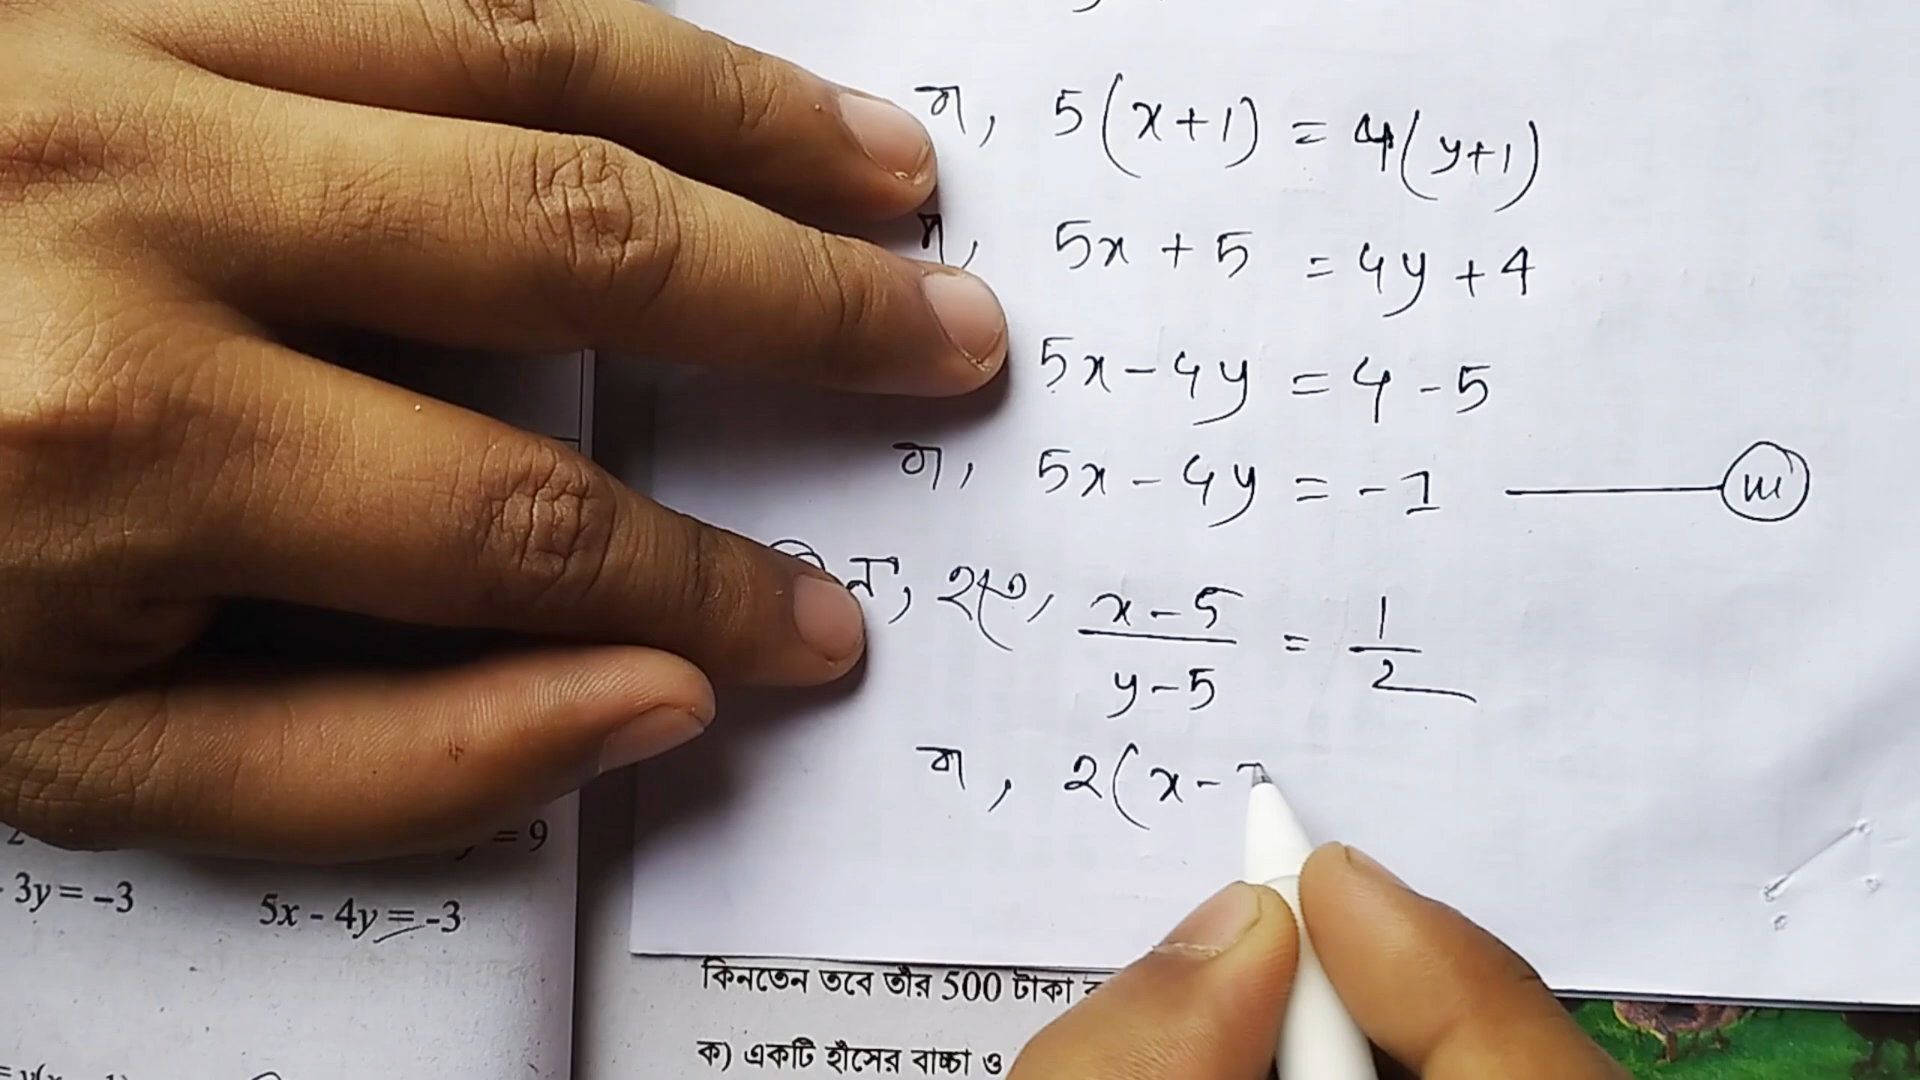 বা, 5(x+1) = 4(y+1)
বা, 5x + 5 = 4y + 4
5x - 4y = 4 - 5
বা, 5x - 4y = -1 ——— (iii)
x - 5 / y - 5 = 1 / 2
বা, 2(x -
= 9
3y = -3
5x - 4y = -3
কিনতেন তবে তাঁর 500 টাকা
ক) একটি হাঁসের বাচ্চা ও